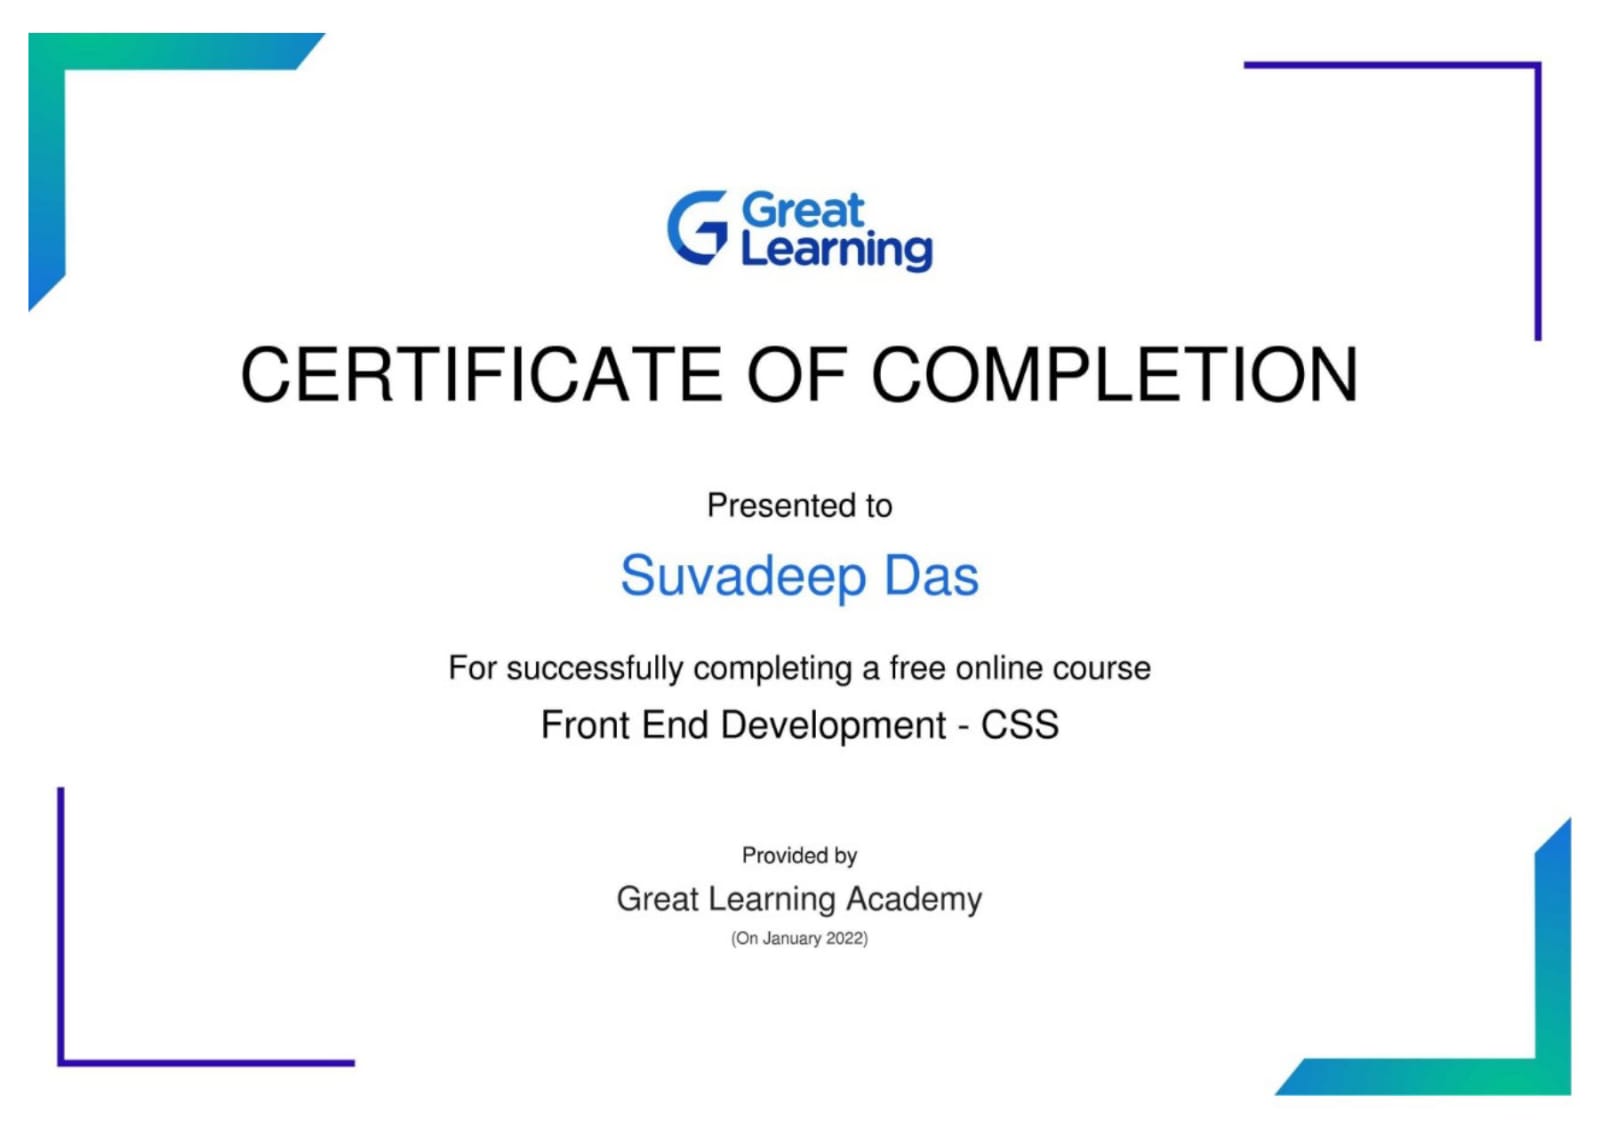 Great
Learning
CERTIFICATE OF COMPLETION
Presented to
Suvadeep Das
For successfully completing a free online course
Front End Development - CSS
Provided by
Great Learning Academy
(On January 2022)